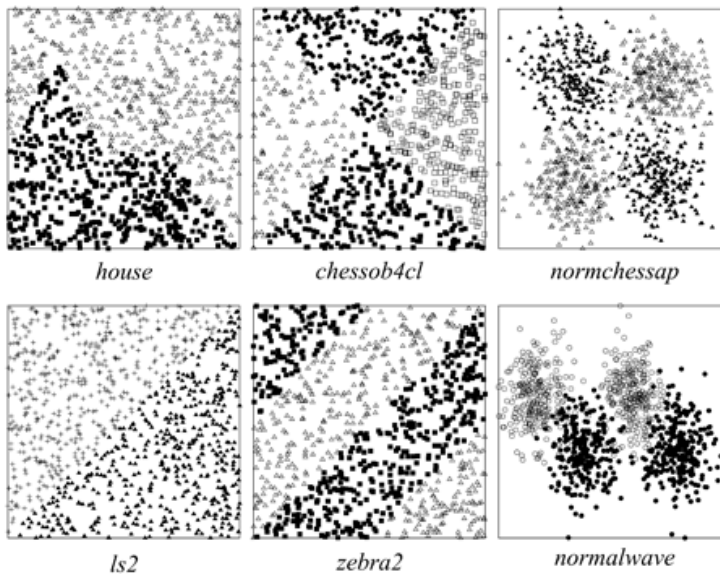 house
chessob4cl
normchessap
ls2
zebra2
normalwave